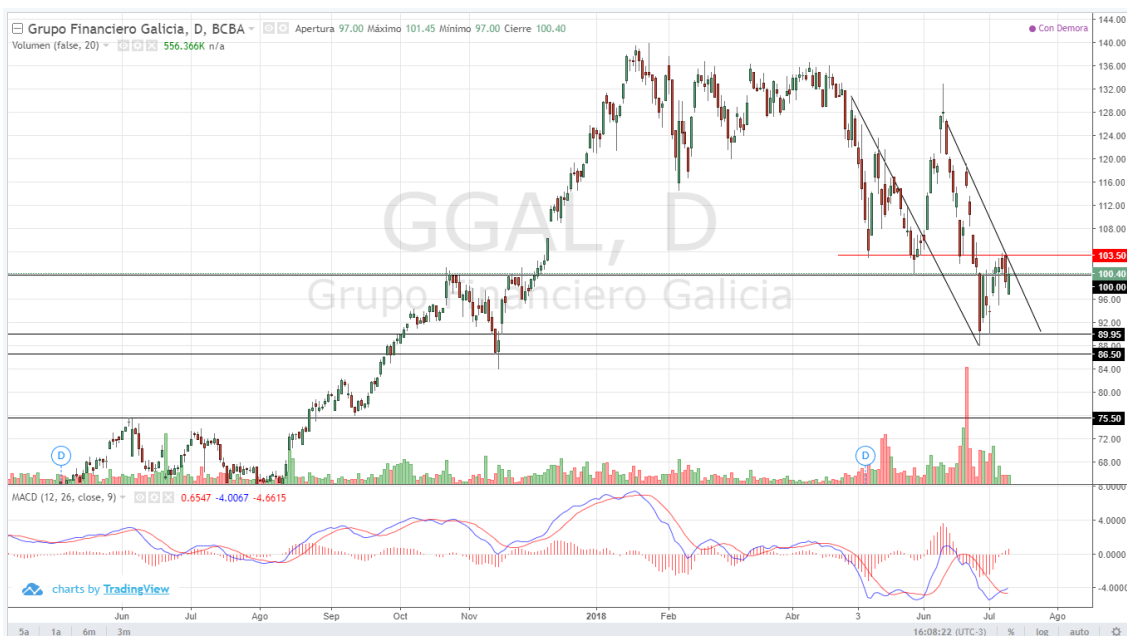 Grupo Financiero Galicia, D, BCBA Apertura 97.00 Máximo 101.45 Mínimo 97.00 Cierre 100.40
Volumen (false, 20) 556.366K n/a
Con Demora
144.00
140.00
136.00
132.00
128.00
124.00
120.00
116.00
112.00
108.00
103.50
100.40
100.00
96.00
92.00
89.95
88.00
86.50
84.00
80.00
75.50
72.00
68.00
GGAL, D
Grupo Financiero Galicia
D
D
MACD (12, 26, close, 9) 0.6547 -4.0067 -4.6615
8.0000
4.0000
0.0000
-4.0000
charts by TradingView
Jun Jul Ago Sep Oct Nov 2018 Feb Abr 3 Jun Jul Ago
5a 1a 6m 3m 16:08:22 (UTC-3) % log auto